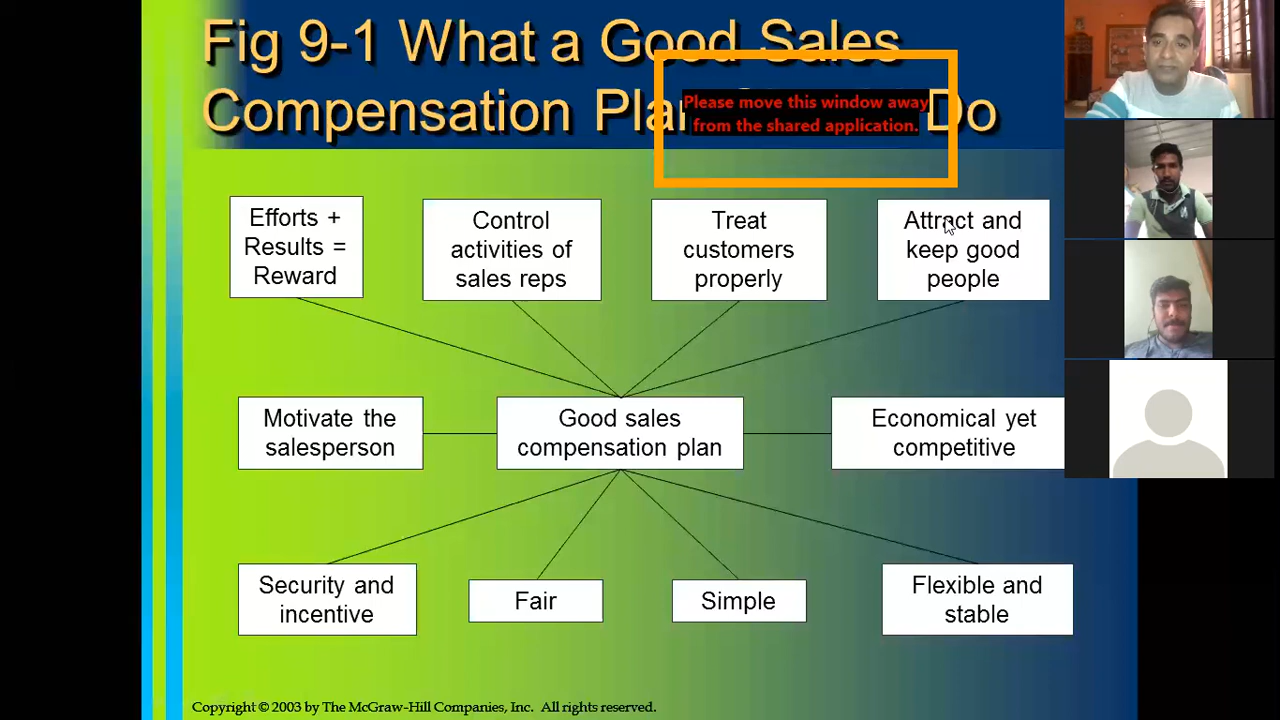 Fig 9-1 What a Good Sales
Compensation Plan Do
Please move this window away
from the shared application.
Efforts +
Results =
Reward
Control
activities of
sales reps
Treat
customers
properly
Attract and
keep good
people
Motivate the
salesperson
Good sales
compensation plan
Economical yet
competitive
Security and
incentive
Fair
Simple
Flexible and
stable
Copyright © 2003 by The McGraw-Hill Companies, Inc. All rights reserved.